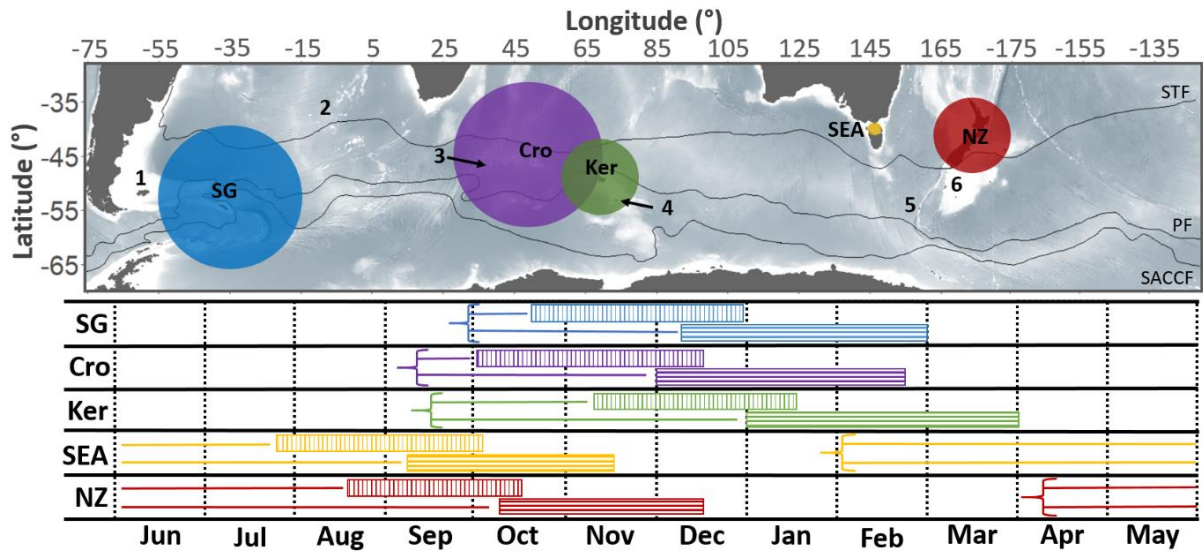 Longitude (°)
-75 -55 -35 -15 5 25 45 65 85 105 125 145 165 -175 -155 -135
Latitude (°)
-35
-45
-55
-65
1
SG
2
3
Cro
Ker
4
SEA
NZ
5
6
STF
PF
SACCF
SG
Cro
Ker
SEA
NZ
Jun Jul Aug Sep Oct Nov Dec Jan Feb Mar Apr May